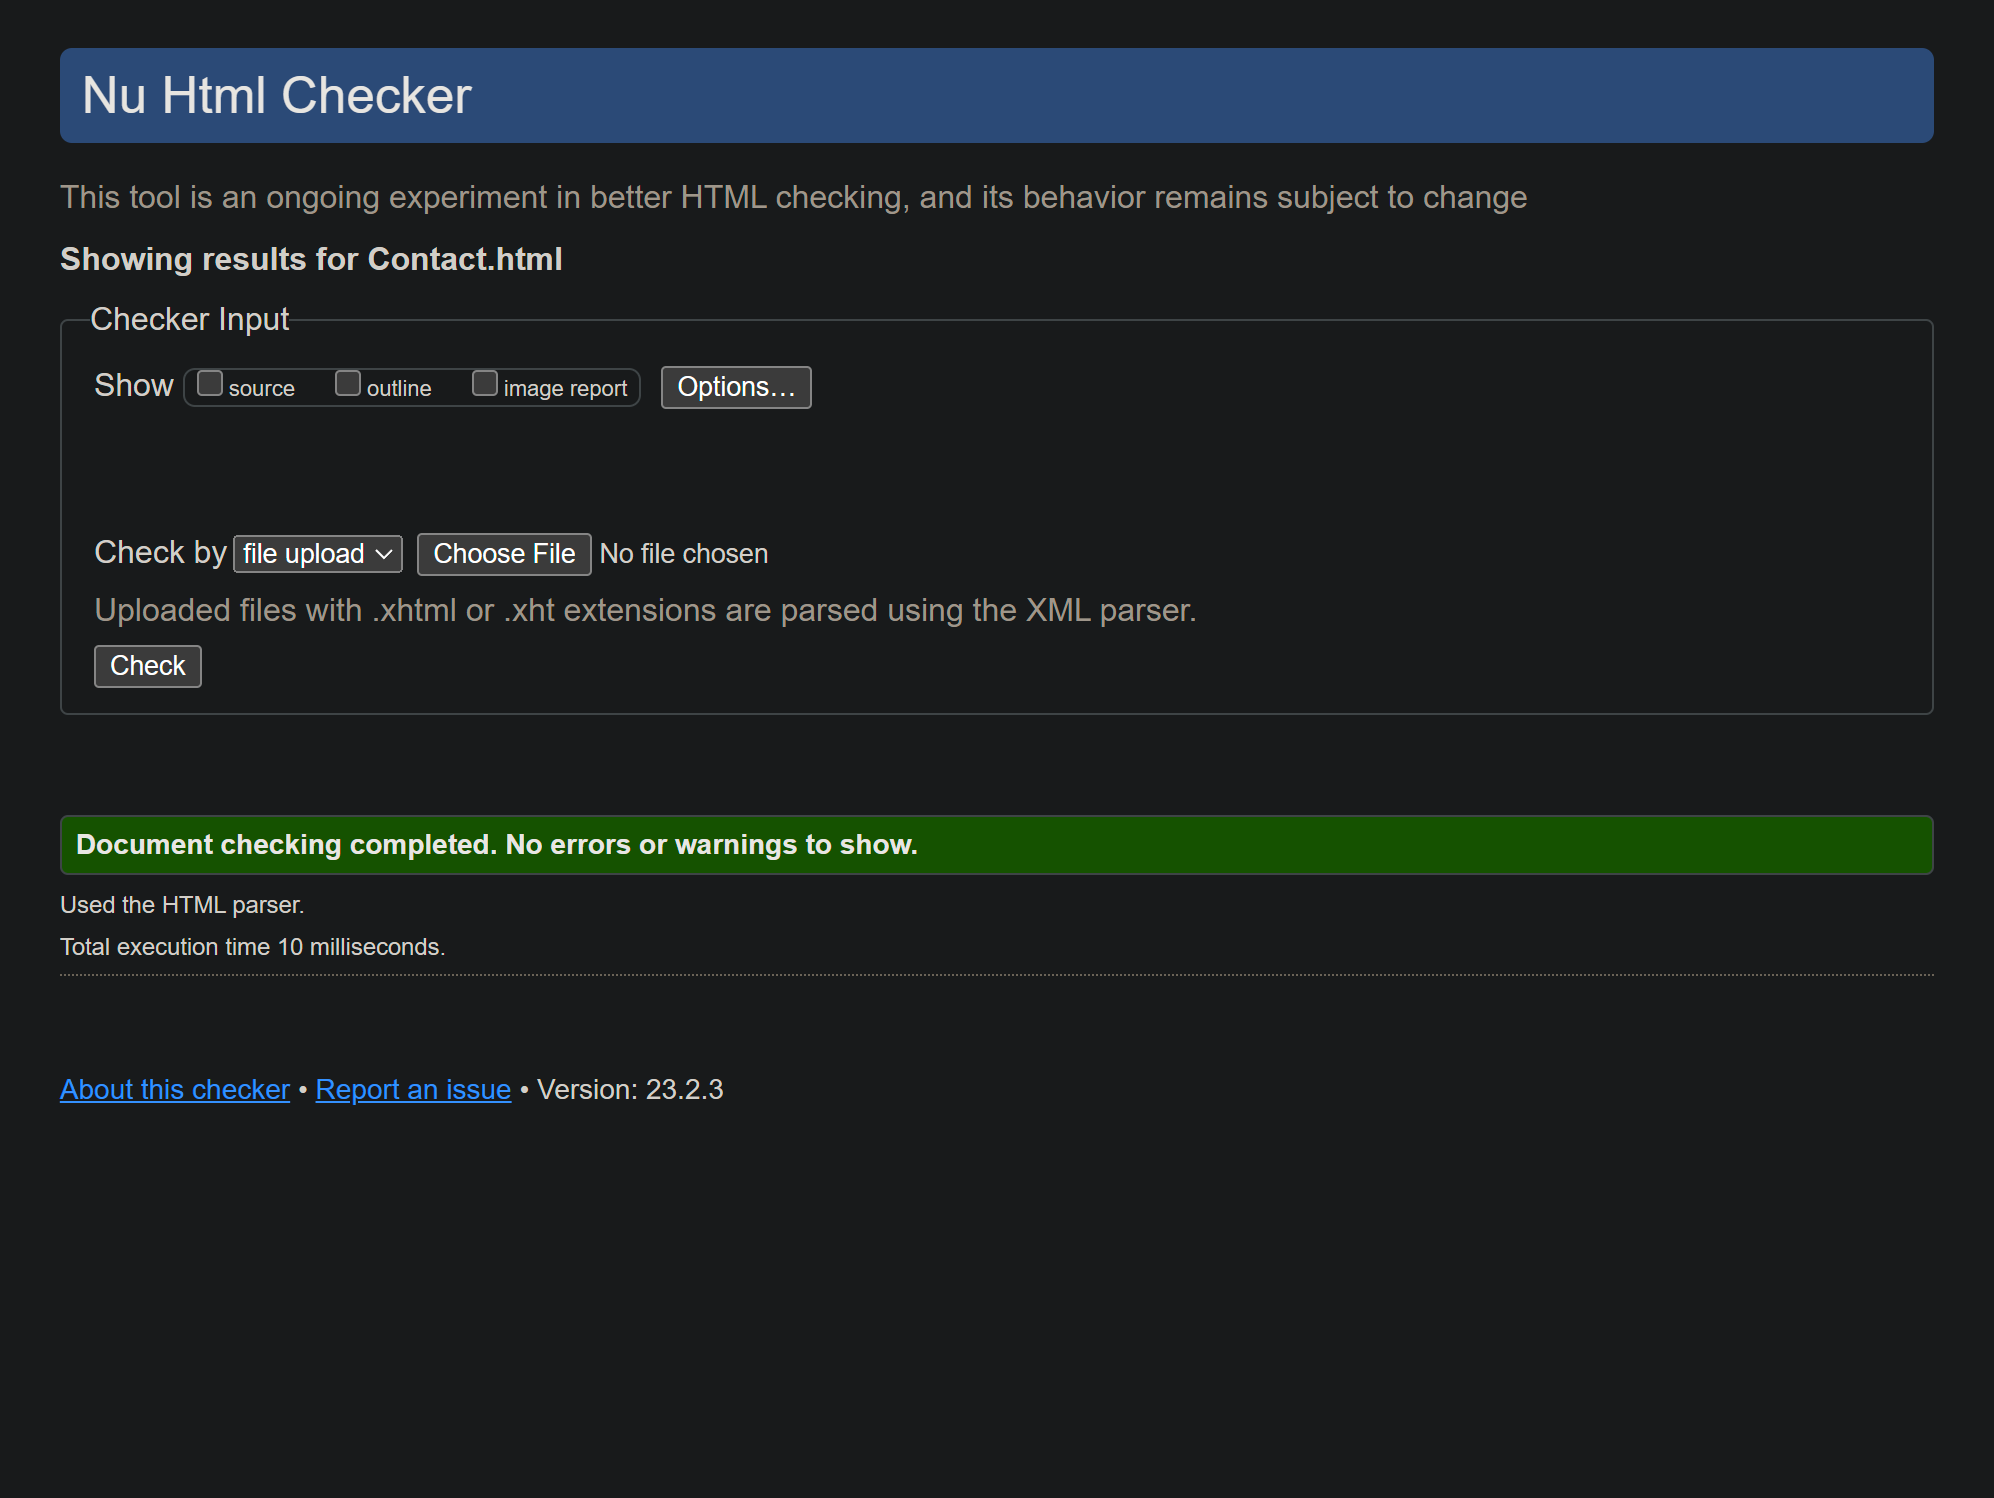 Nu Html Checker
This tool is an ongoing experiment in better HTML checking, and its behavior remains subject to change
Showing results for Contact.html
Checker Input
Show source outline image report Options…
Check by file upload Choose File No file chosen
Uploaded files with .xhtml or .xht extensions are parsed using the XML parser.
Check
Document checking completed. No errors or warnings to show.
Used the HTML parser.
Total execution time 10 milliseconds.
About this checker • Report an issue • Version: 23.2.3